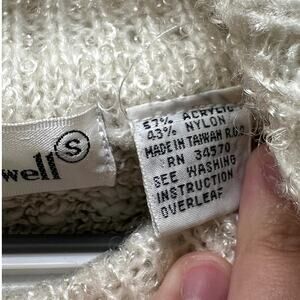 well
S
57% ACRYLIC
43% NYLON
MADE IN TAIWAN R.O.C
RN 34570
SEE WASHING
INSTRUCTION
OVERLEAF